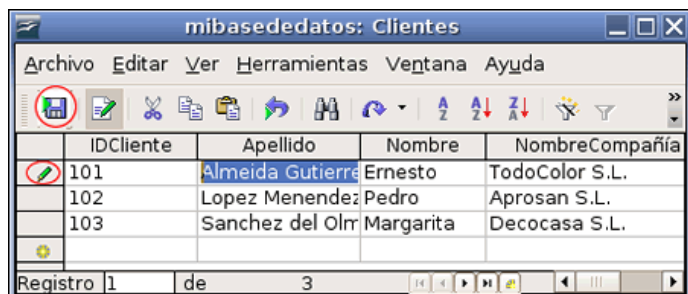 mibasededatos: Clientes
Archivo Editar Ver Herramientas Ventana Ayuda
IDCliente Apellido Nombre NombreCompañía
101 Almeida Gutierre Ernesto TodoColor S.L.
102 Lopez Menendez Pedro Aprosan S.L.
103 Sanchez del Olm Margarita Decocasa S.L.
Registro 1 de 3